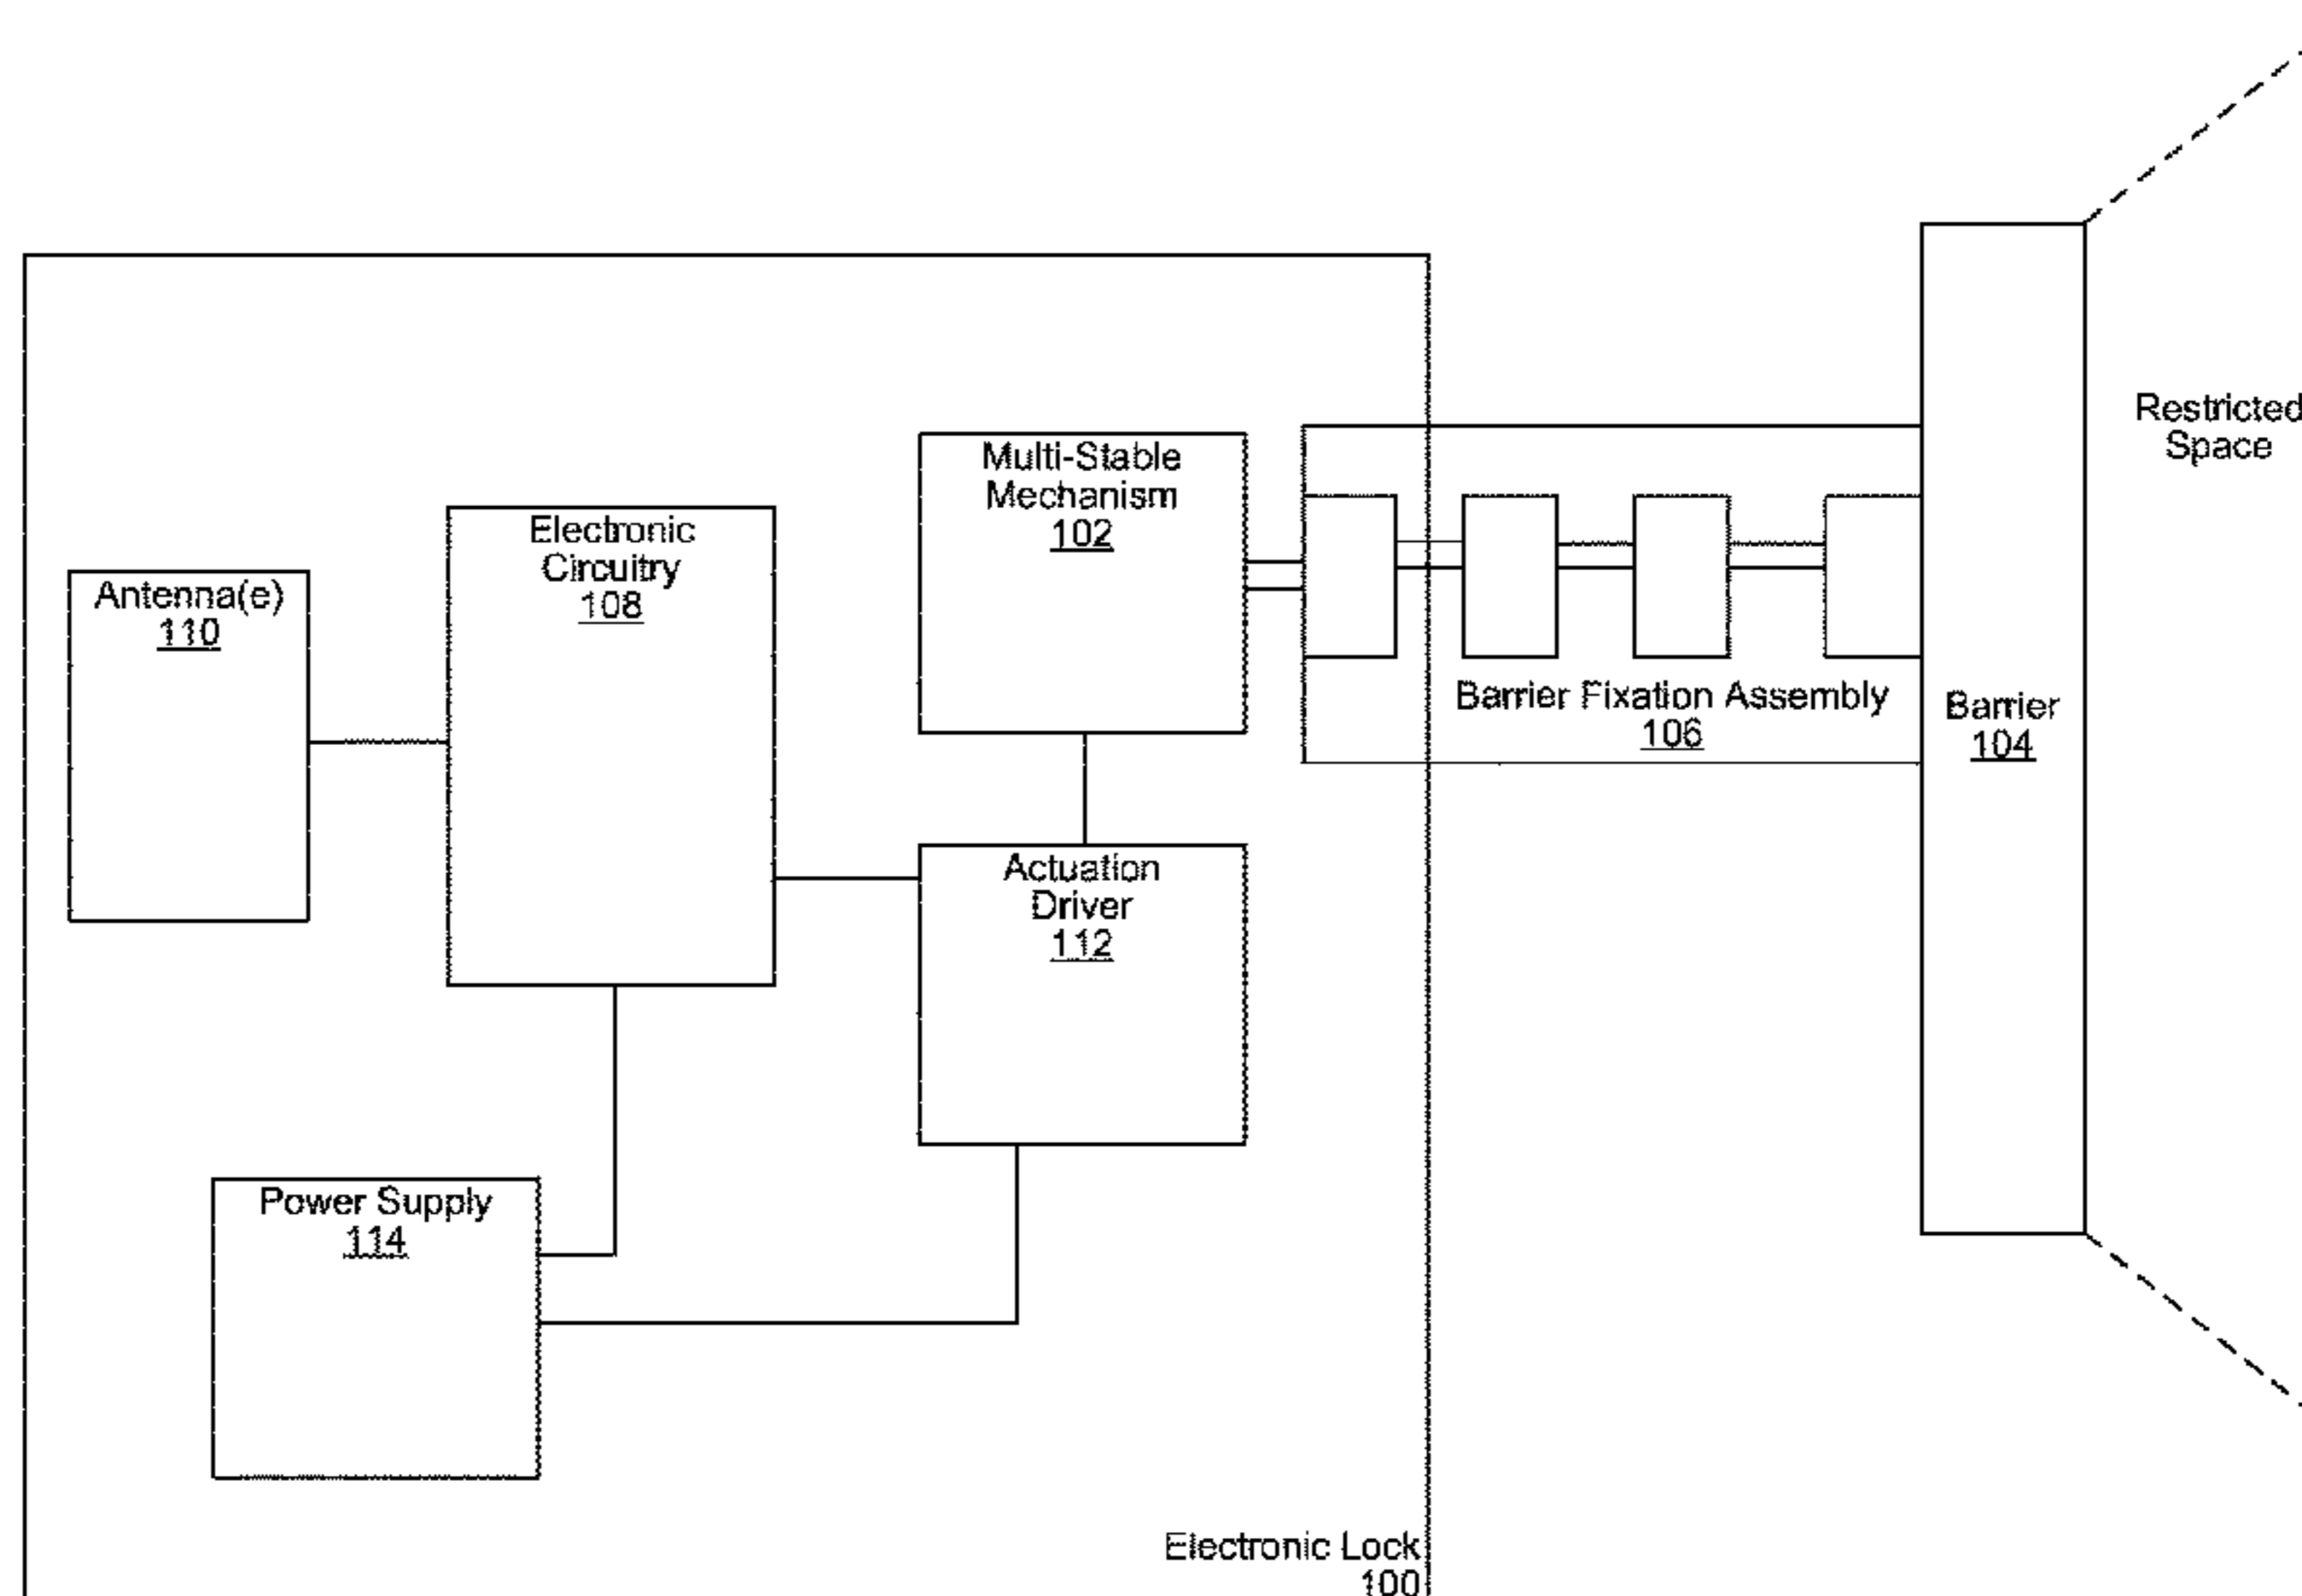 Restricted
Space
Multi-Stable
Mechanism
102
Electronic
Circuitry
108
Antenna(e)
110
Barrier Fixation Assembly
106
Barrier
104
Actuation
Driver
112
Power Supply
114
Electronic Lock
100